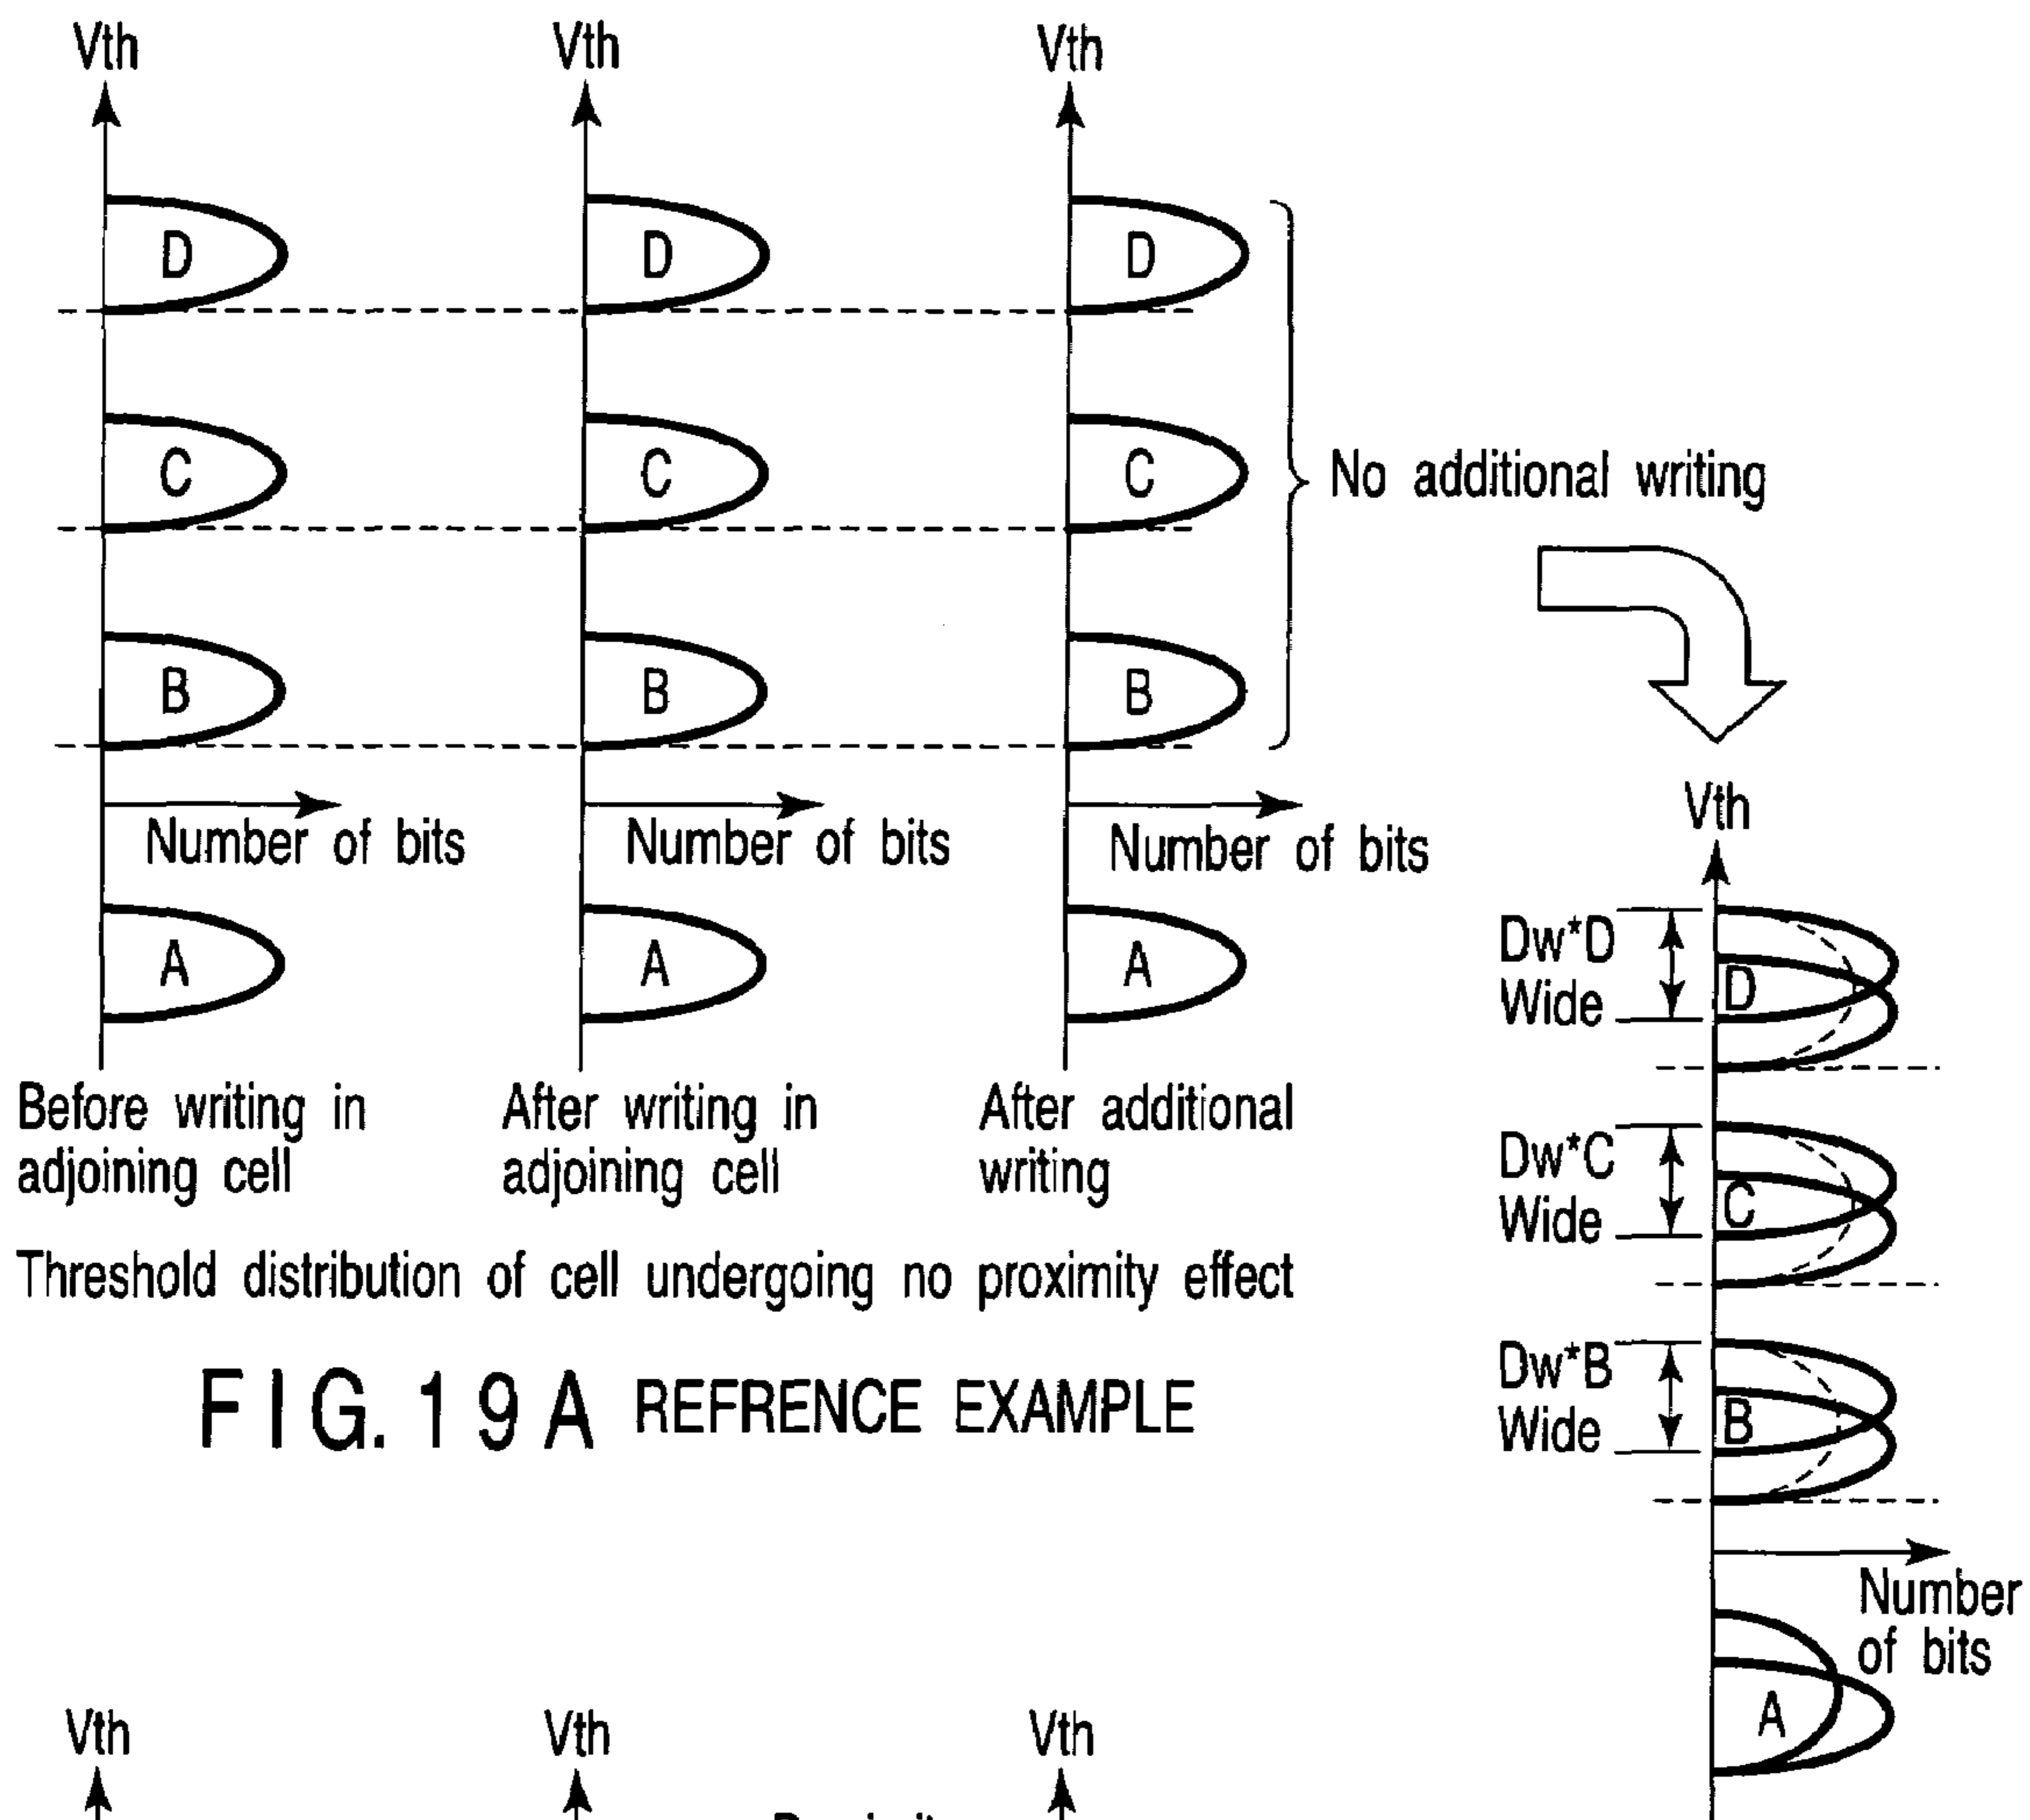 Vth
Vth
Vth
D
D
D
C
C
C
No additional writing
B
B
B
Number of bits
Number of bits
Number of bits
A
A
A
Before writing in
adjoining cell
After writing in
adjoining cell
After additional
writing
Threshold distribution of cell undergoing no proximity effect
FIG. 19A REFRENCE EXAMPLE
Vth
Dw*D
Wide
D
Dw*C
Wide
C
Dw*B
Wide
B
Number
of bits
A
Vth
Vth
Vth